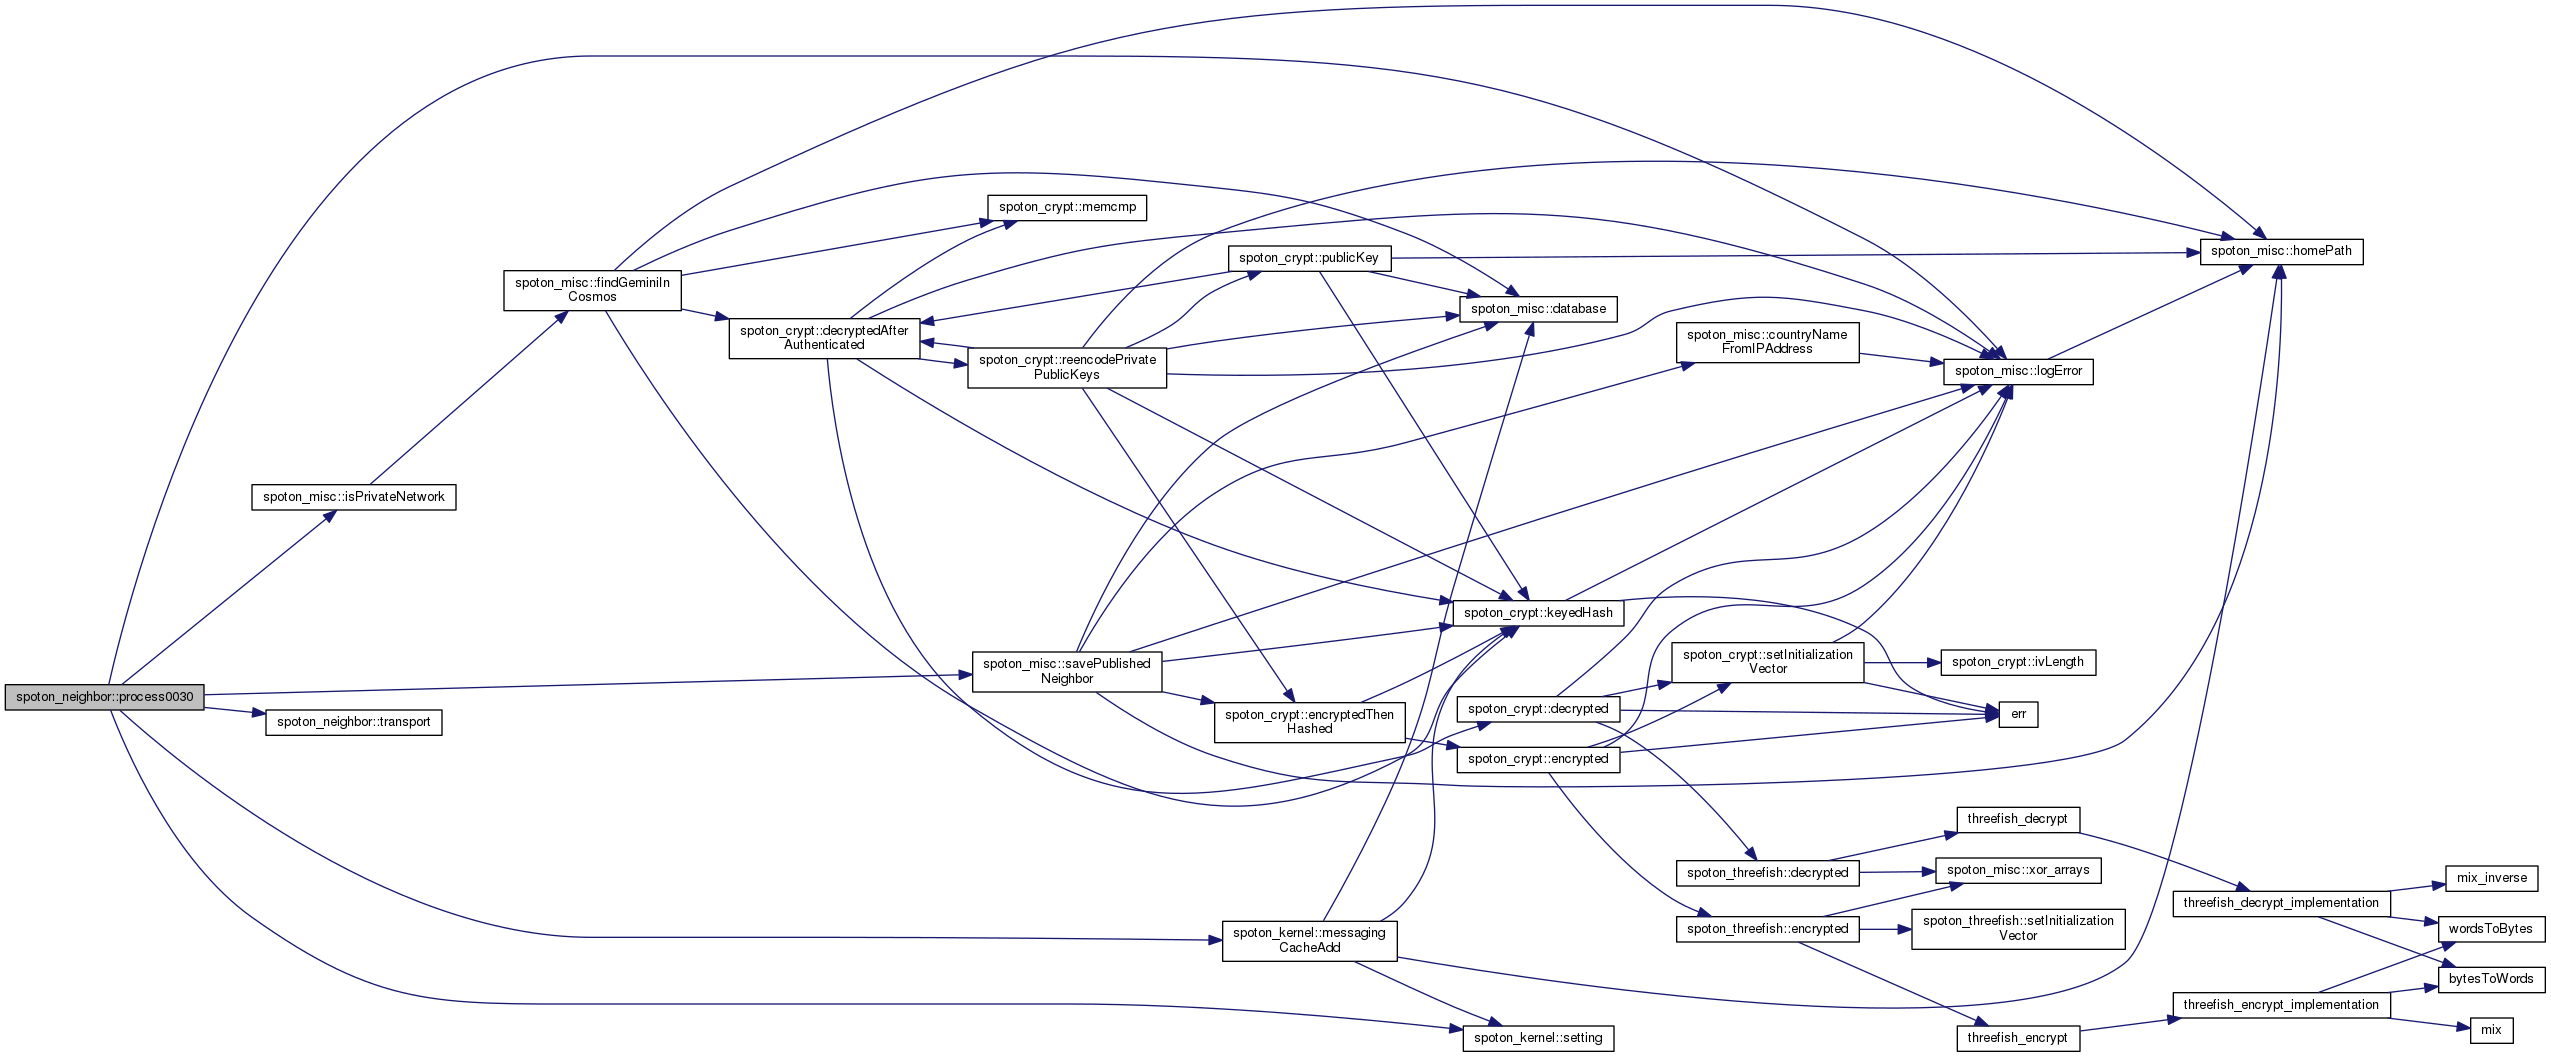 spoton_neighbor::process0030
spoton_misc::isPrivateNetwork
spoton_neighbor::transport
spoton_misc::findGeminiIn
Cosmos
spoton_crypt::decryptedAfter
Authenticated
spoton_crypt::memcmp
spoton_crypt::reencodePrivate
PublicKeys
spoton_misc::savePublished
Neighbor
spoton_crypt::publicKey
spoton_crypt::encryptedThen
Hashed
spoton_kernel::messaging
CacheAdd
spoton_misc::database
spoton_crypt::keyedHash
spoton_crypt::decrypted
spoton_crypt::encrypted
spoton_kernel::setting
spoton_misc::countryName
FromIPAddress
spoton_crypt::setInitialization
Vector
spoton_threefish::decrypted
spoton_threefish::encrypted
spoton_misc::logError
spoton_crypt::ivLength
err
threefish_decrypt
spoton_misc::xor_arrays
spoton_threefish::setInitialization
Vector
threefish_encrypt
spoton_misc::homePath
threefish_decrypt_implementation
threefish_encrypt_implementation
mix_inverse
wordsToBytes
bytesToWords
mix